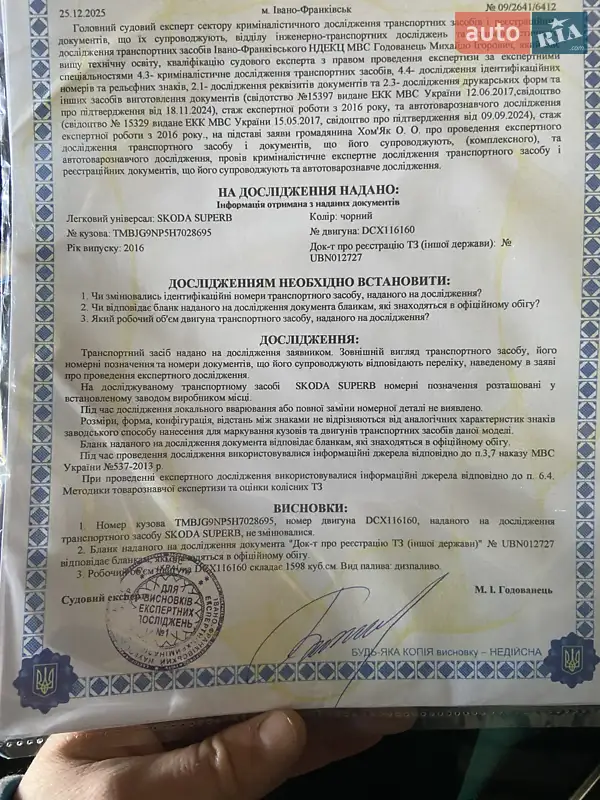 25.12.2025 м. Івано-Франківськ № 09/2641/6412
auto RIA.com
Головний судовий експерт сектору криміналістичного дослідження транспортних засобів і реєстраційних
документів, що їх супроводжують, відділу інженерно-транспортних досліджень
дослідження транспортних засобів Івано-Франківського НДЕКЦ МВС Годованець Михайло Ігорович,
вищу технічну освіту, кваліфікацію судового експерта з правом проведення експертизи за експертними
спеціальностями 4.3- криміналістичне дослідження транспортних засобів, 4.4- дослідження ідентифікаційних
номерів та рельєфних знаків, 2.1- дослідження реквізитів документів та 2.3- дослідження друкарських форм та
інших засобів виготовлення документів (свідоцтво №15397 видане ЕКК МВС України 12.06.2017,свідоцтво
про підтвердження від 18.11.2024), стаж експертної роботи з 2016 року, та автотоварознавчого дослідження
(свідоцтво № 15329 видане ЕКК МВС України 15.05.2017, свідоцтво про підтвердження від 09.09.2024), стаж
експертної роботи з 2016 року., на підставі заяви громадянина Хом'Як О. О. про проведення експертного
дослідження транспортного засобу і документів, що його супроводжують, (комплексного), та
автотоварознавчого дослідження, провів криміналістичне експертне дослідження транспортного засобу і
реєстраційних документів, що його супроводжують та автотоварознавче дослідження.
НА ДОСЛІДЖЕННЯ НАДАНО:
Інформація отримана з наданих документів
Легковий універсал: SKODA SUPERB Колір: чорний
№ кузова: TMBJG9NP5H7028695 № двигуна: DCX116160
Рік випуску: 2016 Док-т про реєстрацію ТЗ (іншої держави): №
UBN012727
ДОСЛІДЖЕННЯМ НЕОБХІДНО ВСТАНОВИТИ:
1. Чи змінювались ідентифікаційні номери транспортного засобу, наданого на дослідження?
2. Чи відповідає бланк наданого на дослідження документа бланкам, які знаходяться в офіційному обігу?
3. Який робочий об'єм двигуна транспортного засобу, наданого на дослідження?
ДОСЛІДЖЕННЯ:
Транспортний засіб надано на дослідження заявником. Зовнішній вигляд транспортного засобу, його
номерні позначення та номери документів, що його супроводжують відповідають переліку, наведеному в заяві
про проведення експертного дослідження.
На досліджуваному транспортному засобі SKODA SUPERB номерні позначення розташовані у
встановленому заводом виробником місці.
Під час дослідження локального вварювання або повної заміни номерної деталі не виявлено.
Розміри, форма, конфігурація, відстань між знаками не відрізняються від аналогічних характеристик знаків
заводського способу нанесення для маркування кузовів та двигунів транспортних засобів даної моделі.
Бланк наданого на дослідження документа відповідає бланкам, які знаходяться в офіційному обігу.
Під час проведення дослідження використовувалися інформаційні джерела відповідно до п.3,7 наказу МВС
України №537-2013 р.
При проведенні експертного дослідження використовувалися інформаційні джерела відповідно до п. 6.4.
Методики товарознавчої експертизи та оцінки колісних ТЗ
ВИСНОВКИ:
1. Номер кузова TMBJG9NP5H7028695, номер двигуна DCX116160, наданого на дослідження
транспортного засобу SKODA SUPERB, не змінювалися.
2. Бланк наданого на дослідження документа "Док-т про реєстрацію ТЗ (іншої держави)" № UBN012727
відповідає бланкам, які знаходяться в офіційному обігу.
3. Робочий об'єм двигуна DCX116160 складає 1598 куб.см. Вид палива: дизпаливо.
Судовий експерт М. І. Годованець
ДЛЯ
ВИСНОВКІВ
ЕКСПЕРТНИХ
ДОСЛІДЖЕНЬ
№1
БУДЬ-ЯКА КОПІЯ висновку – НЕДІЙСНА